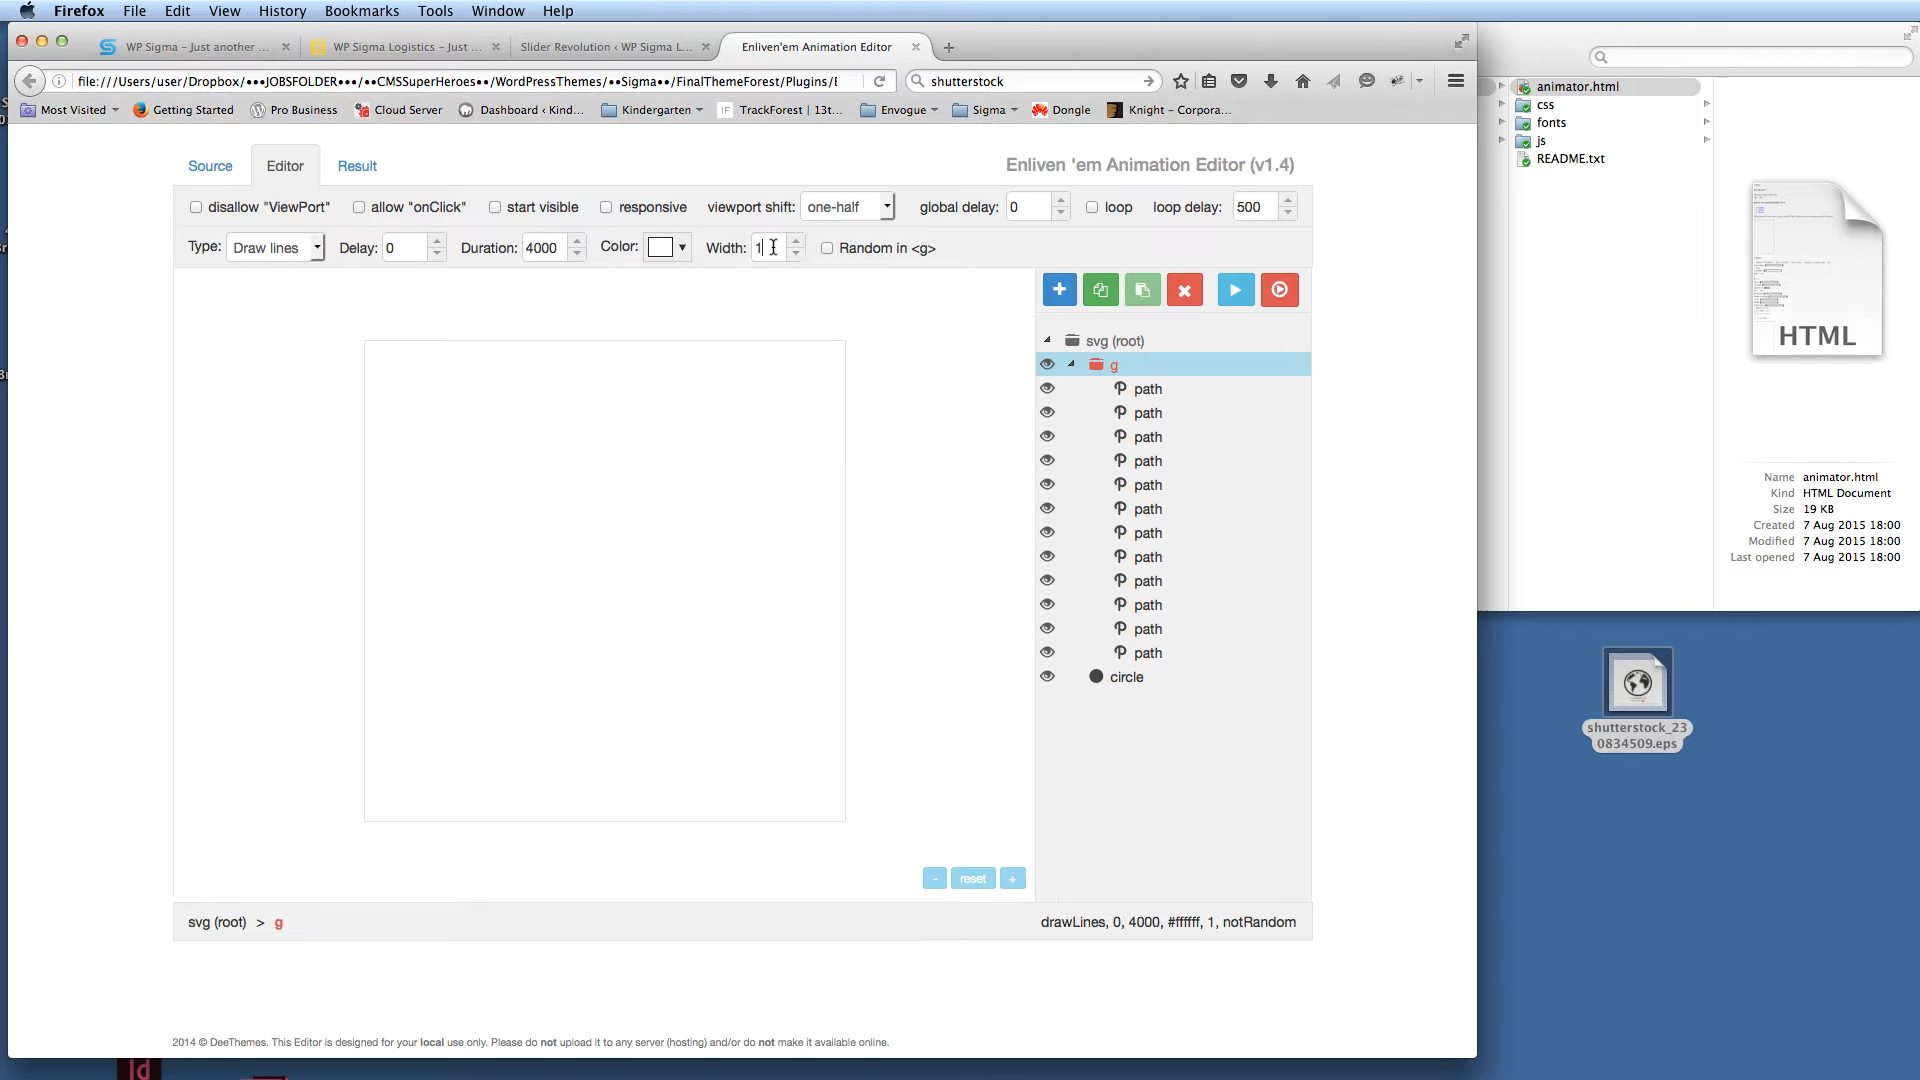 Firefox File Edit View History Bookmarks Tools Window Help
WP Sigma – Just another ... × WP Sigma Logistics – Just ... × Slider Revolution ‹ WP Sigma L... × Enliven'em Animation Editor ×
file:///Users/user/Dropbox/•••JOBSFOLDER•••/••CMSSuperHeroes••/WordPressThemes/••Sigma••/FinalThemeForest/Plugins/E shutterstock
Most Visited Getting Started Pro Business Cloud Server Dashboard ‹ Kind... Kindergarten TrackForest | 13t... Envogue Sigma Dongle Knight – Corpora...
Source Editor Result Enliven 'em Animation Editor (v1.4)
disallow "ViewPort" allow "onClick" start visible responsive viewport shift: one-half global delay: 0 loop loop delay: 500
Type: Draw lines Delay: 0 Duration: 4000 Color: Width: 1 Random in <g>
svg (root)
g
path
path
path
path
path
path
path
path
path
path
path
path
circle
- reset +
svg (root) > g drawLines, 0, 4000, #ffffff, 1, notRandom
2014 © DeeThemes. This Editor is designed for your local use only. Please do not upload it to any server (hosting) and/or do not make it available online.
animator.html
css
fonts
js
README.txt
HTML
Name animator.html
Kind HTML Document
Size 19 KB
Created 7 Aug 2015 18:00
Modified 7 Aug 2015 18:00
Last opened 7 Aug 2015 18:00
shutterstock_23
0834509.eps
Id